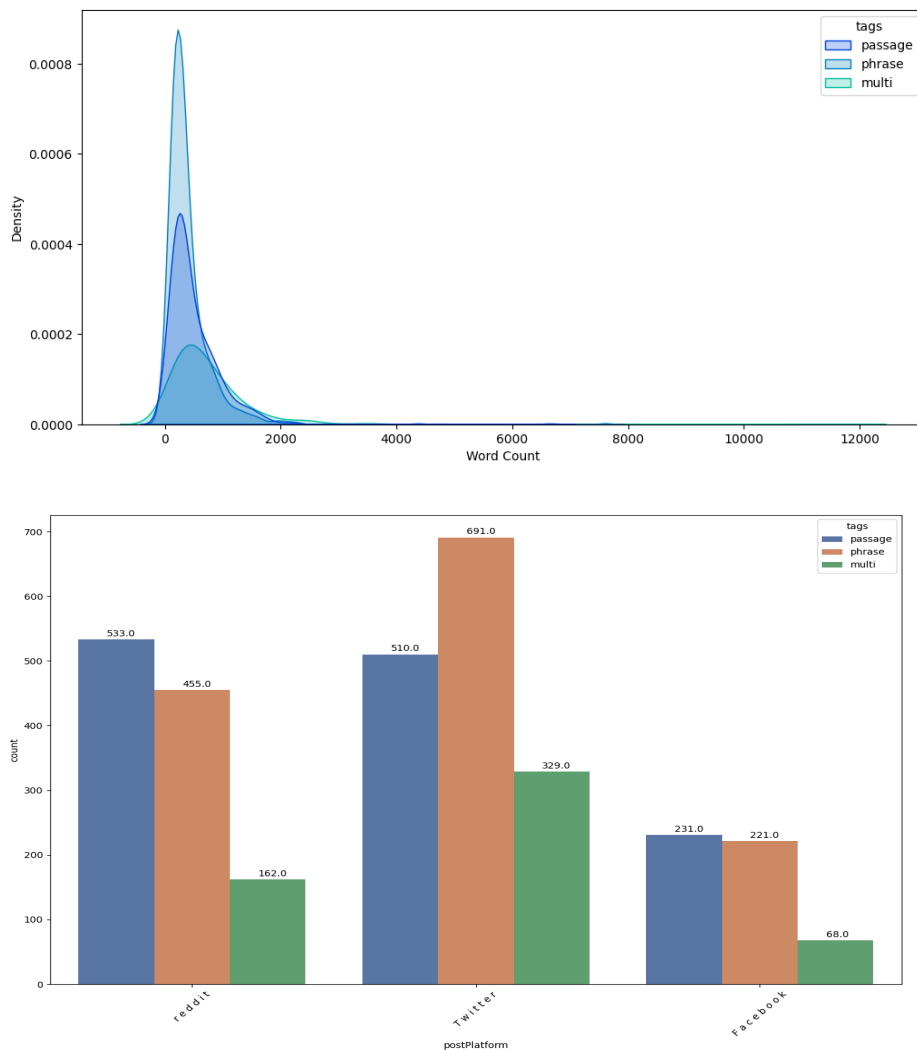 tags
passage
phrase
multi
0.0008
0.0006
0.0004
0.0002
0.0000
Density
0 2000 4000 6000 8000 10000 12000
Word Count
tags
passage
phrase
multi
700
600
500
400
300
200
100
0
count
533.0
455.0
162.0
510.0
691.0
329.0
231.0
221.0
68.0
reddit
Twitter
Facebook
postPlatform